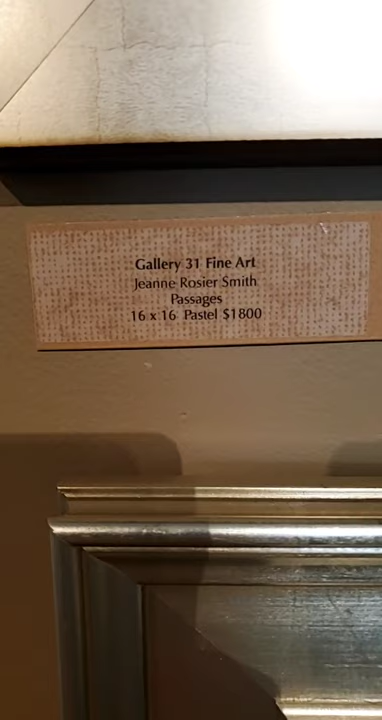 Gallery 31 Fine Art
Jeanne Rosier Smith
Passages
16 x 16 Pastel $1800